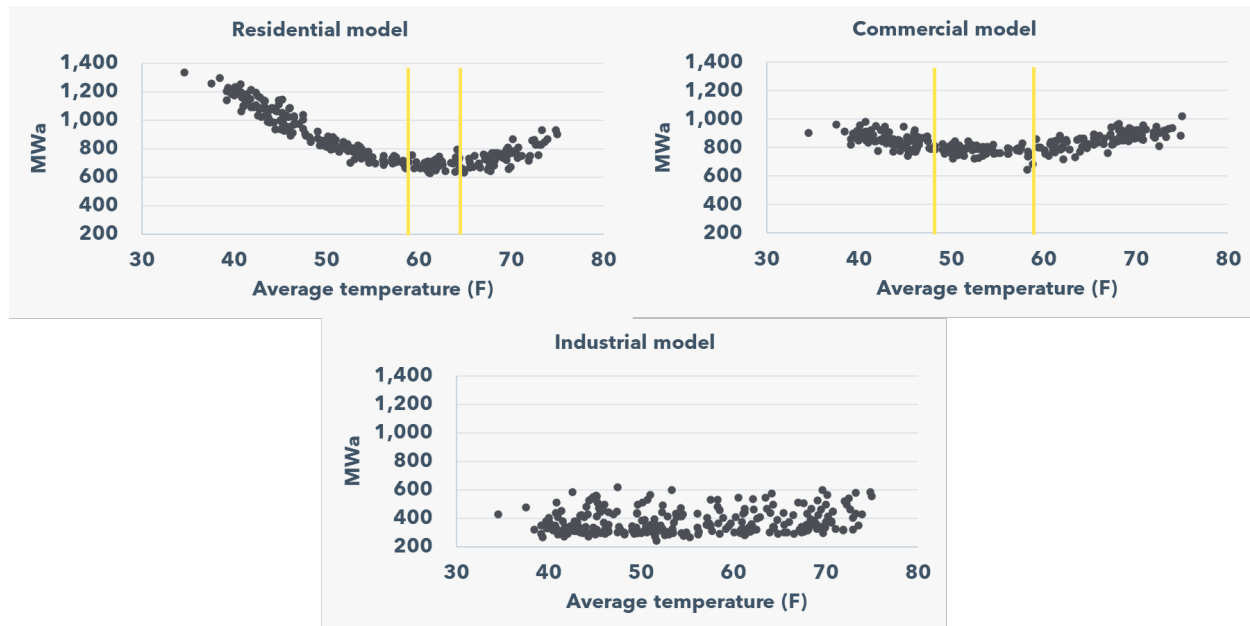 Residential model
1,400
1,200
1,000
800
600
400
200
MWa
30 40 50 60 70 80
Average temperature (F)
Commercial model
1,400
1,200
1,000
800
600
400
200
MWa
30 40 50 60 70 80
Average temperature (F)
Industrial model
1,400
1,200
1,000
800
600
400
200
MWa
30 40 50 60 70 80
Average temperature (F)